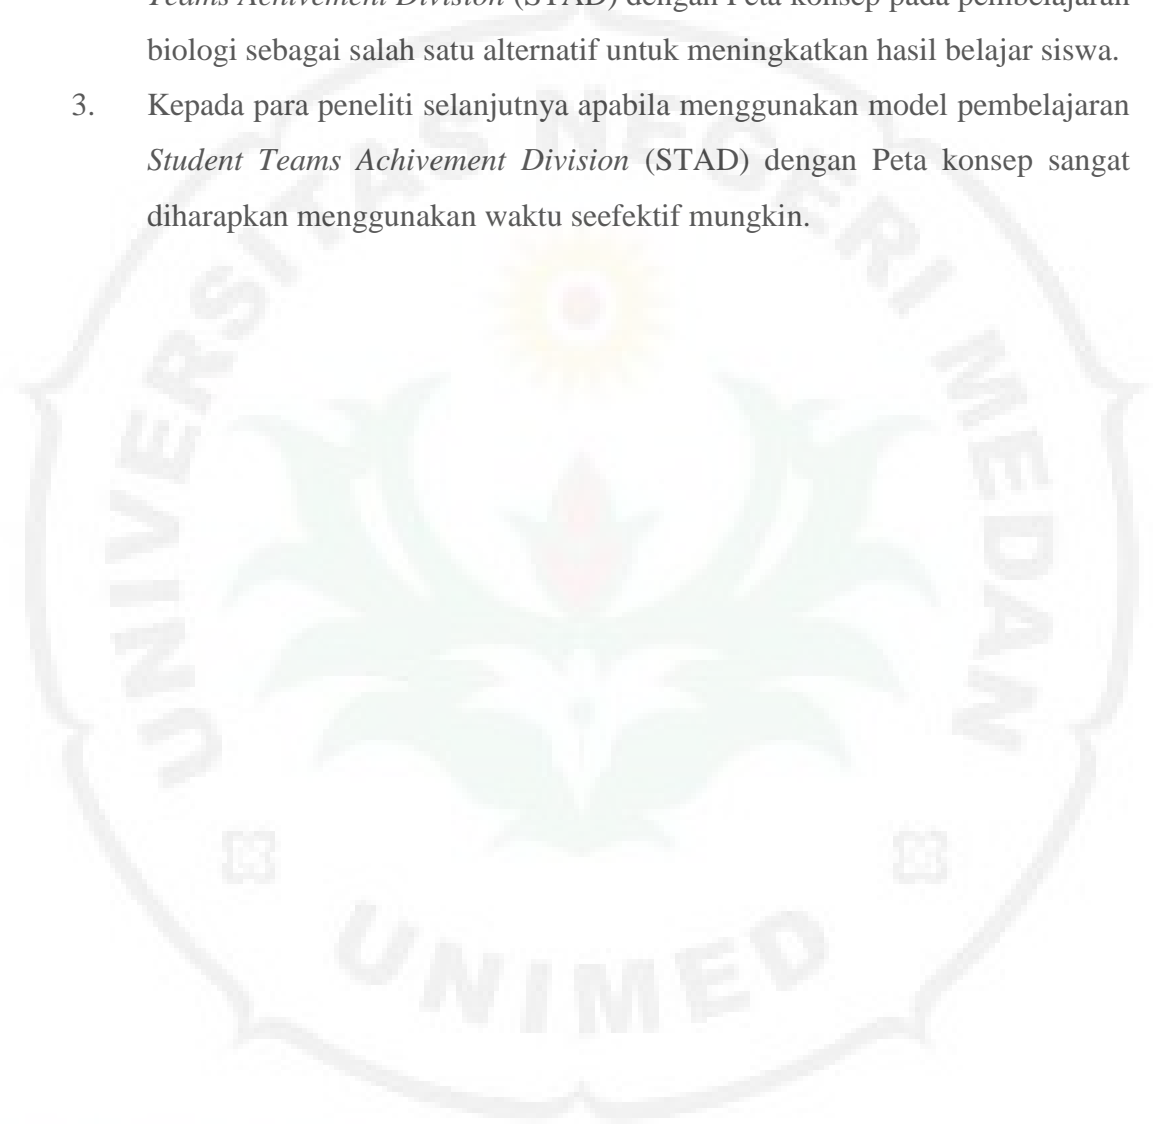 Teams Achivement Division (STAD) dengan Peta konsep pada pembelajaran
biologi sebagai salah satu alternatif untuk meningkatkan hasil belajar siswa.
3. Kepada para peneliti selanjutnya apabila menggunakan model pembelajaran
Student Teams Achivement Division (STAD) dengan Peta konsep sangat
diharapkan menggunakan waktu seefektif mungkin.
UNIVERSITAS NEGERI MEDAN
UNIMED